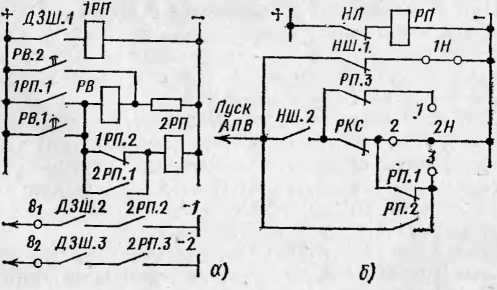 + ДЗШ.1 1РП −
РВ.2
1РП.1 РВ
РВ.1 2РП
1РП.2
2РП.1
8₁ ДЗШ.2 2РП.2 −1
8₂ ДЗШ.3 2РП.3 −2
а)
+ НЛ РП −
НШ.1 1Н
РП.3
Пуск
АПВ
НШ.2 РКС 1
2 2Н
3
РП.1
РП.2
б)